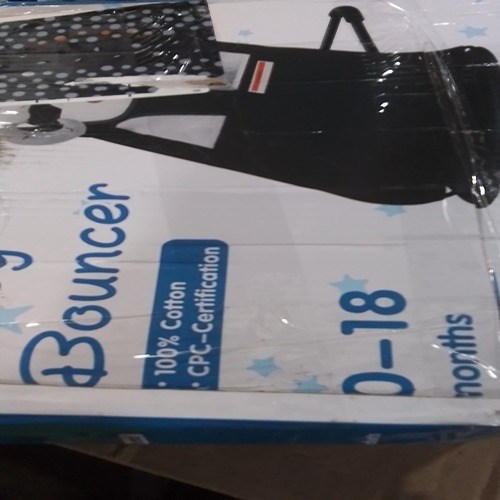 Bouncer
· 100% Cotton
· CPC-Certification
0-18
months